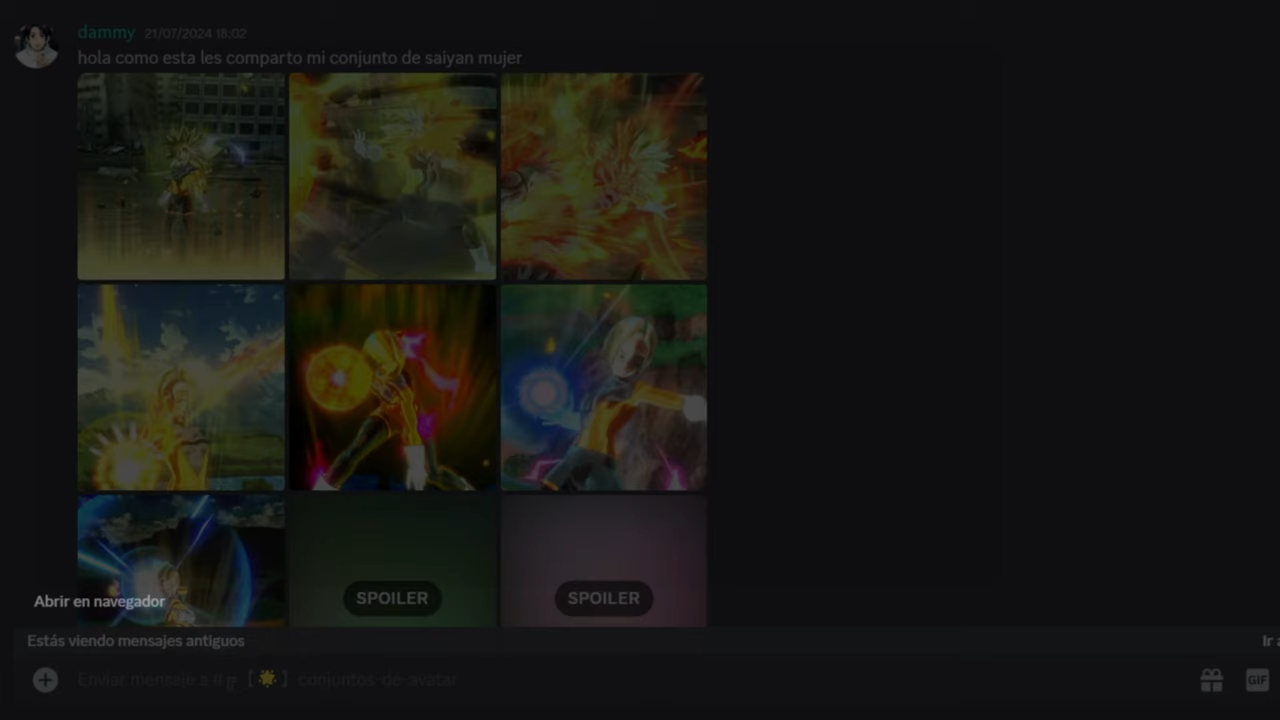 dammy 21/07/2024 18:02
hola como esta les comparto mi conjunto de saiyan mujer
SPOILER SPOILER
Abrir en navegador
Estás viendo mensajes antiguos Ir a
Enviar mensaje a # [ ] conjuntos-de-avatar
GIF